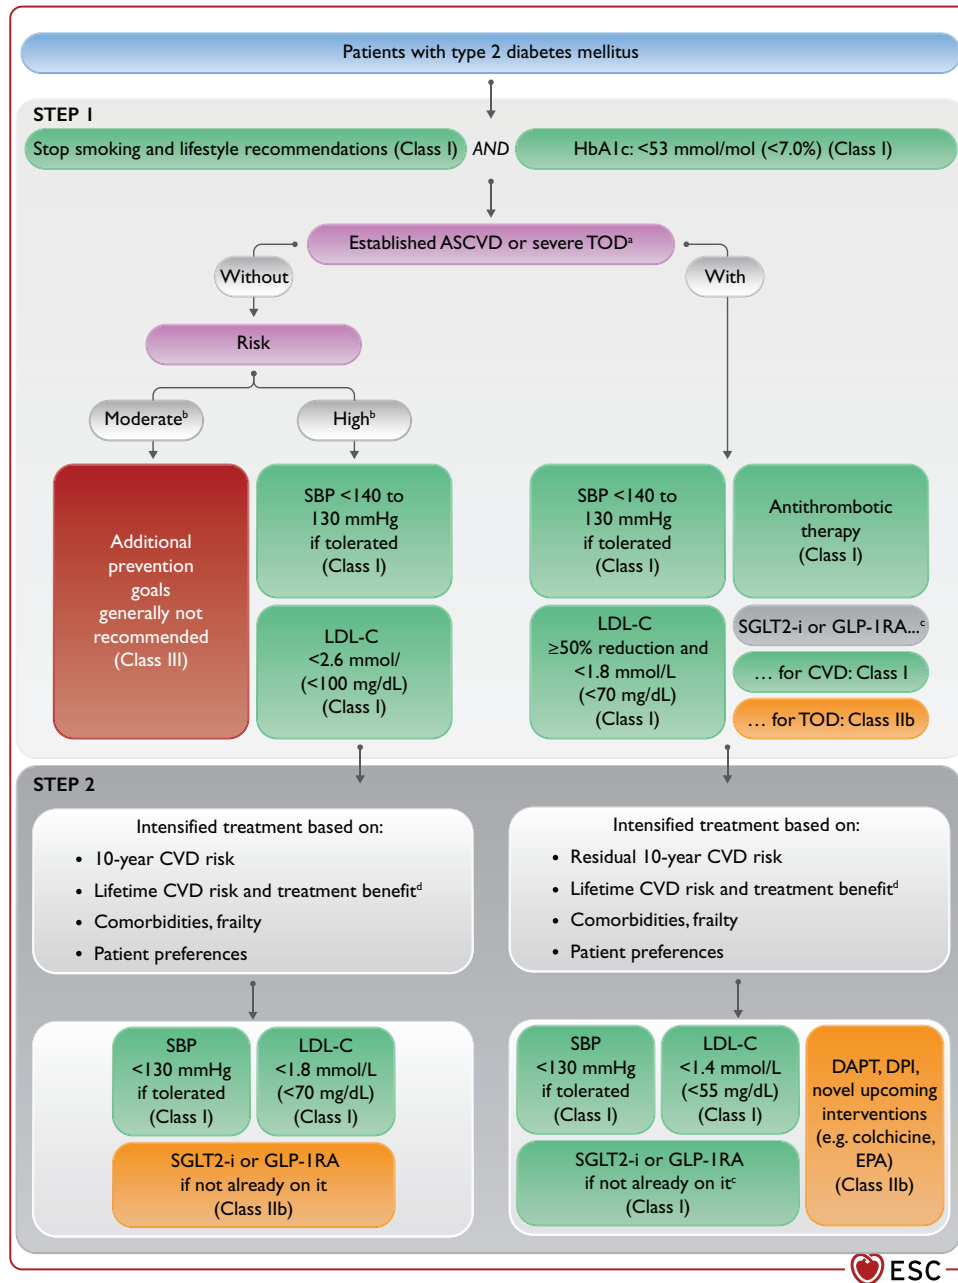 Patients with type 2 diabetes mellitus
STEP 1
Stop smoking and lifestyle recommendations (Class I)
AND
HbA1c: <53 mmol/mol (<7.0%) (Class I)
Established ASCVD or severe TODᵃ
Without
With
Risk
Moderateᵇ
Highᵇ
Additional
prevention
goals
generally not
recommended
(Class III)
SBP <140 to
130 mmHg
if tolerated
(Class I)
LDL-C
<2.6 mmol/
(<100 mg/dL)
(Class I)
SBP <140 to
130 mmHg
if tolerated
(Class I)
LDL-C
≥50% reduction and
<1.8 mmol/L
(<70 mg/dL)
(Class I)
Antithrombotic
therapy
(Class I)
SGLT2-i or GLP-1RA...ᶜ
... for CVD: Class I
... for TOD: Class IIb
STEP 2
Intensified treatment based on:
• 10-year CVD risk
• Lifetime CVD risk and treatment benefitᵈ
• Comorbidities, frailty
• Patient preferences
Intensified treatment based on:
• Residual 10-year CVD risk
• Lifetime CVD risk and treatment benefitᵈ
• Comorbidities, frailty
• Patient preferences
SBP
<130 mmHg
if tolerated
(Class I)
LDL-C
<1.8 mmol/L
(<70 mg/dL)
(Class I)
SGLT2-i or GLP-1RA
if not already on it
(Class IIb)
SBP
<130 mmHg
if tolerated
(Class I)
LDL-C
<1.4 mmol/L
(<55 mg/dL)
(Class I)
SGLT2-i or GLP-1RA
if not already on itᶜ
(Class I)
DAPT, DPI,
novel upcoming
interventions
(e.g. colchicine,
EPA)
(Class IIb)
ESC